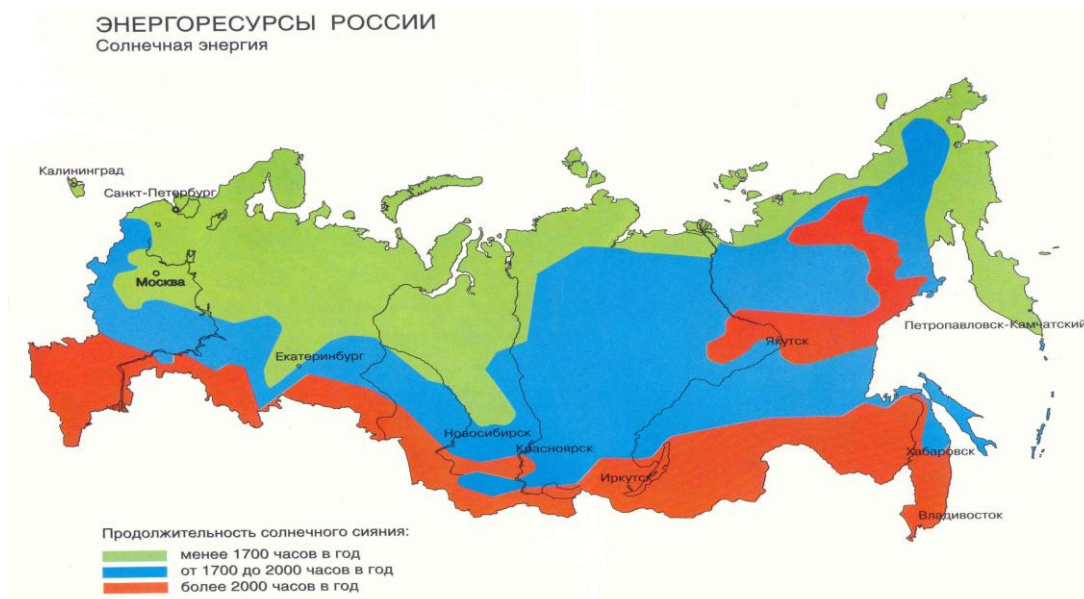 ЭНЕРГОРЕСУРСЫ РОССИИ
Солнечная энергия
Калининград
Санкт-Петербург
Москва
Петропавловск-Камчатский
Якутск
Екатеринбург
Новосибирск
Красноярск
Хабаровск
Иркутск
Владивосток
Продолжительность солнечного сияния:
менее 1700 часов в год
от 1700 до 2000 часов в год
более 2000 часов в год